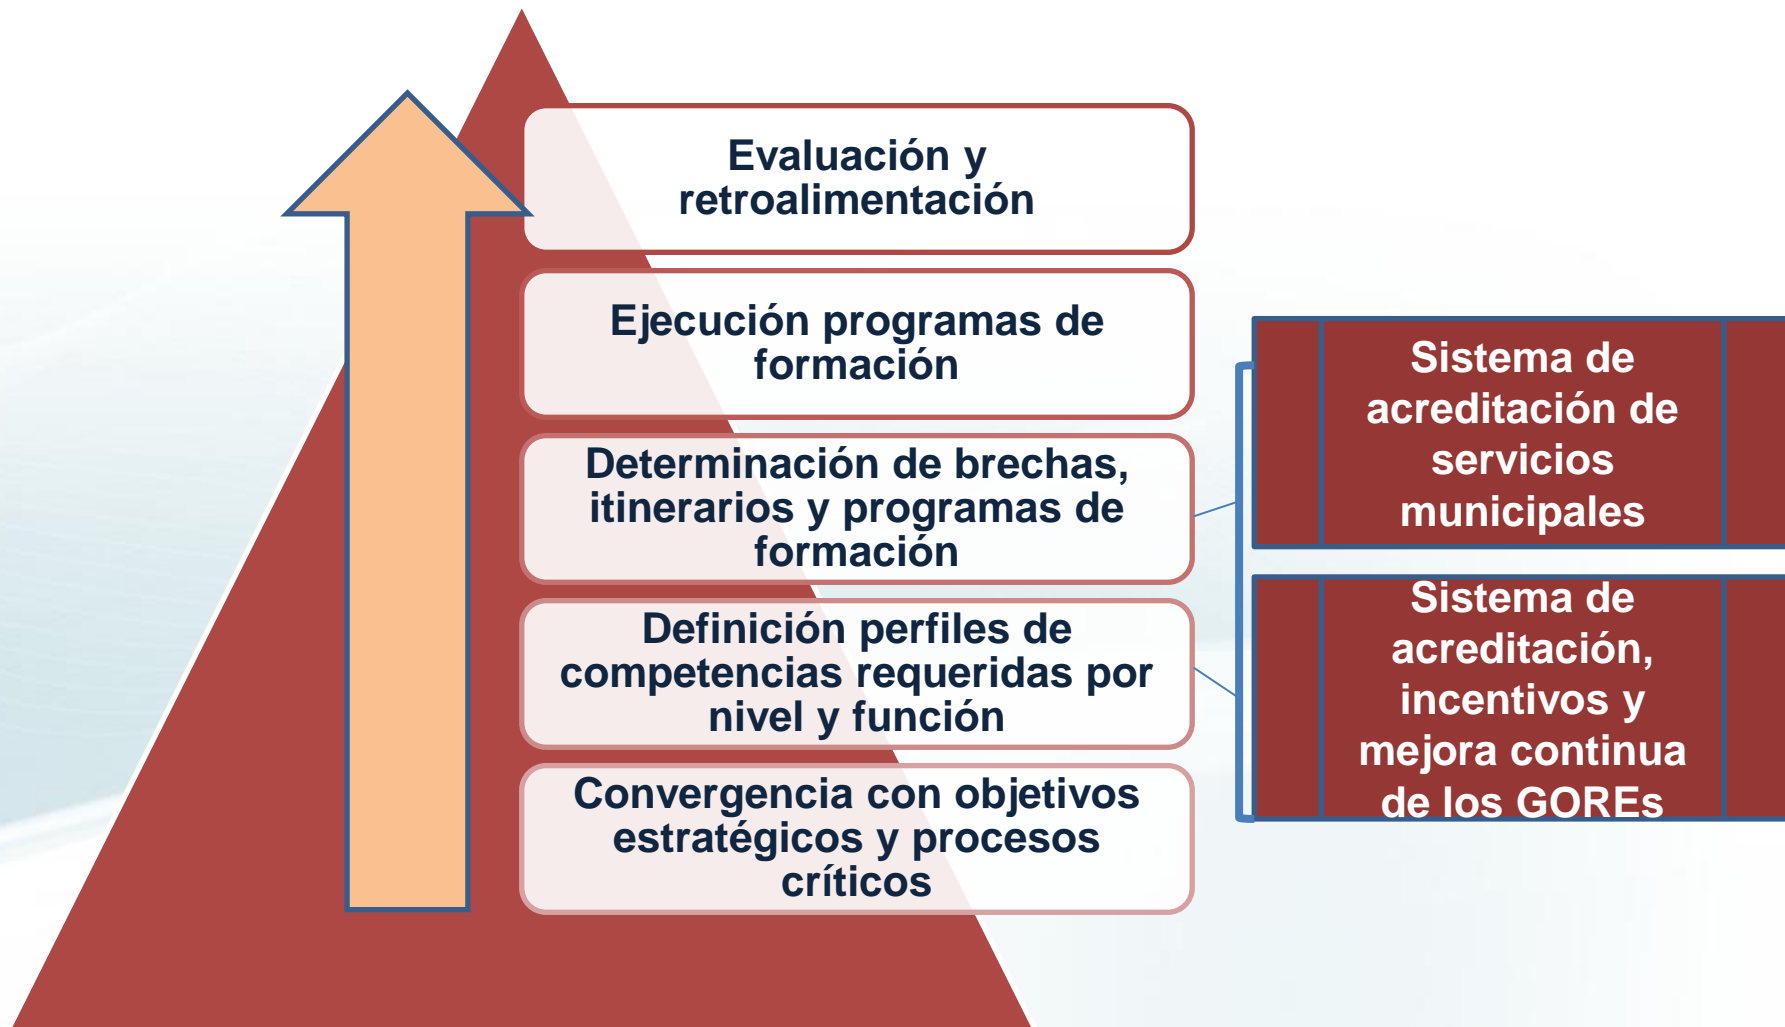 Evaluación y
retroalimentación
Ejecución programas de
formación
Determinación de brechas,
itinerarios y programas de
formación
Definición perfiles de
competencias requeridas por
nivel y función
Convergencia con objetivos
estratégicos y procesos
críticos
Sistema de
acreditación de
servicios
municipales
Sistema de
acreditación,
incentivos y
mejora continua
de los GOREs